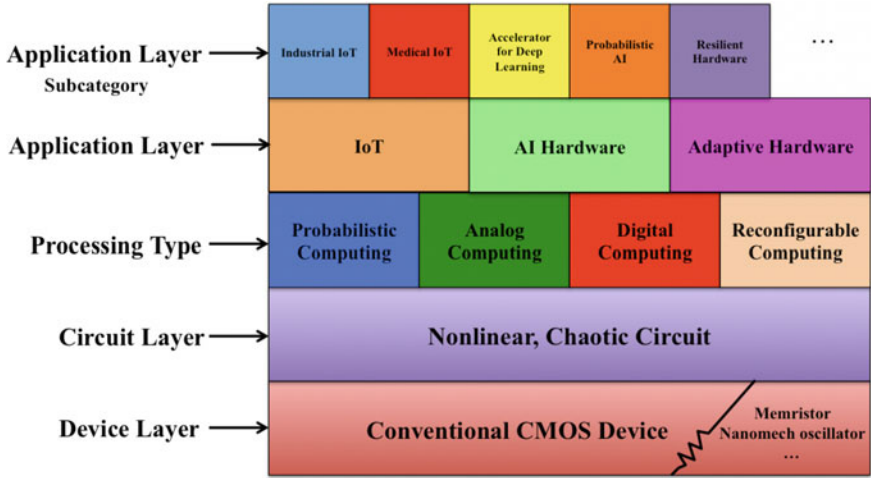 Application Layer
Subcategory
Industrial IoT
Medical IoT
Accelerator
for Deep
Learning
Probabilistic
AI
Resilient
Hardware
...
Application Layer
IoT
AI Hardware
Adaptive Hardware
Processing Type
Probabilistic
Computing
Analog
Computing
Digital
Computing
Reconfigurable
Computing
Circuit Layer
Nonlinear, Chaotic Circuit
Device Layer
Conventional CMOS Device
Memristor
Nanomech oscillator
...